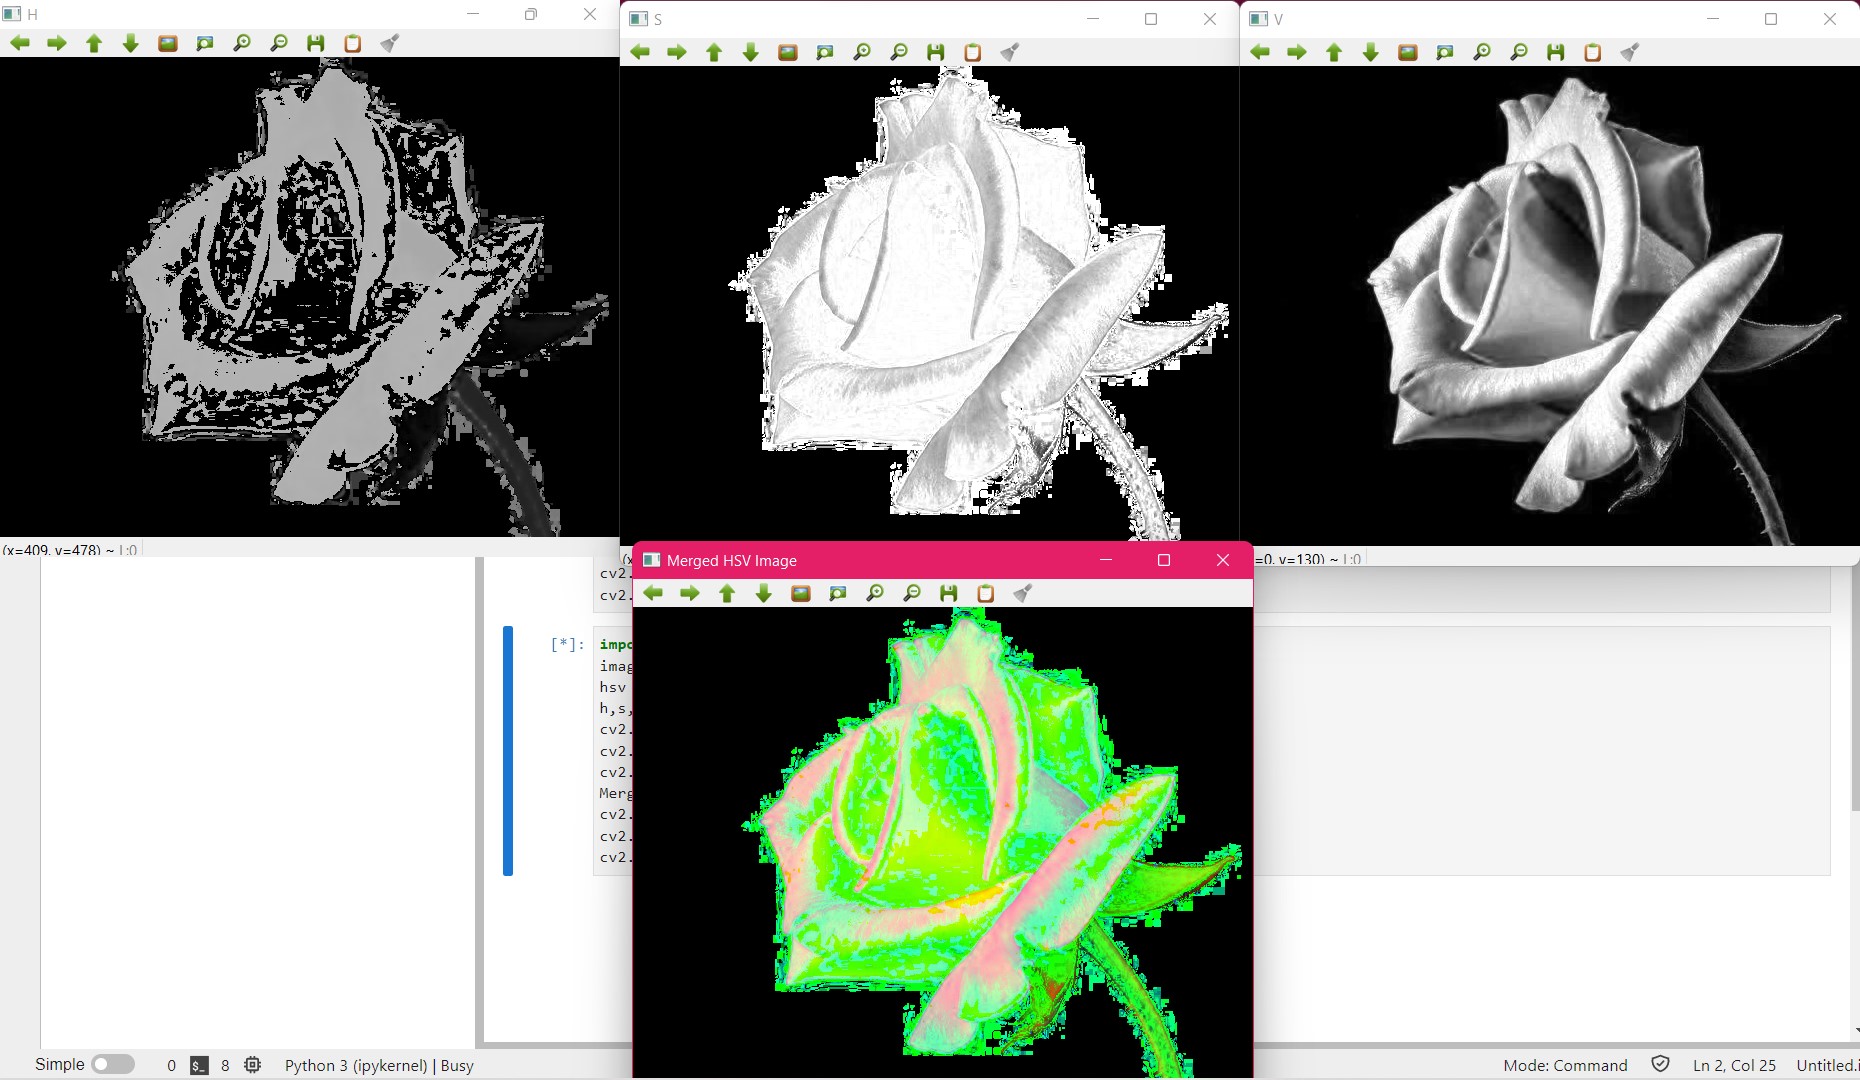 H
S
V
(x=409, y=478) ~ L:0
(x
=0, y=130) ~ L:0
Merged HSV Image
cv2.
cv2.
[*]:
impo
imag
hsv
h,s,
cv2.
cv2.
cv2.
Merg
cv2.
cv2.
cv2.
Simple 0 $_ 8 Python 3 (ipykernel) | Busy Mode: Command Ln 2, Col 25 Untitled.i